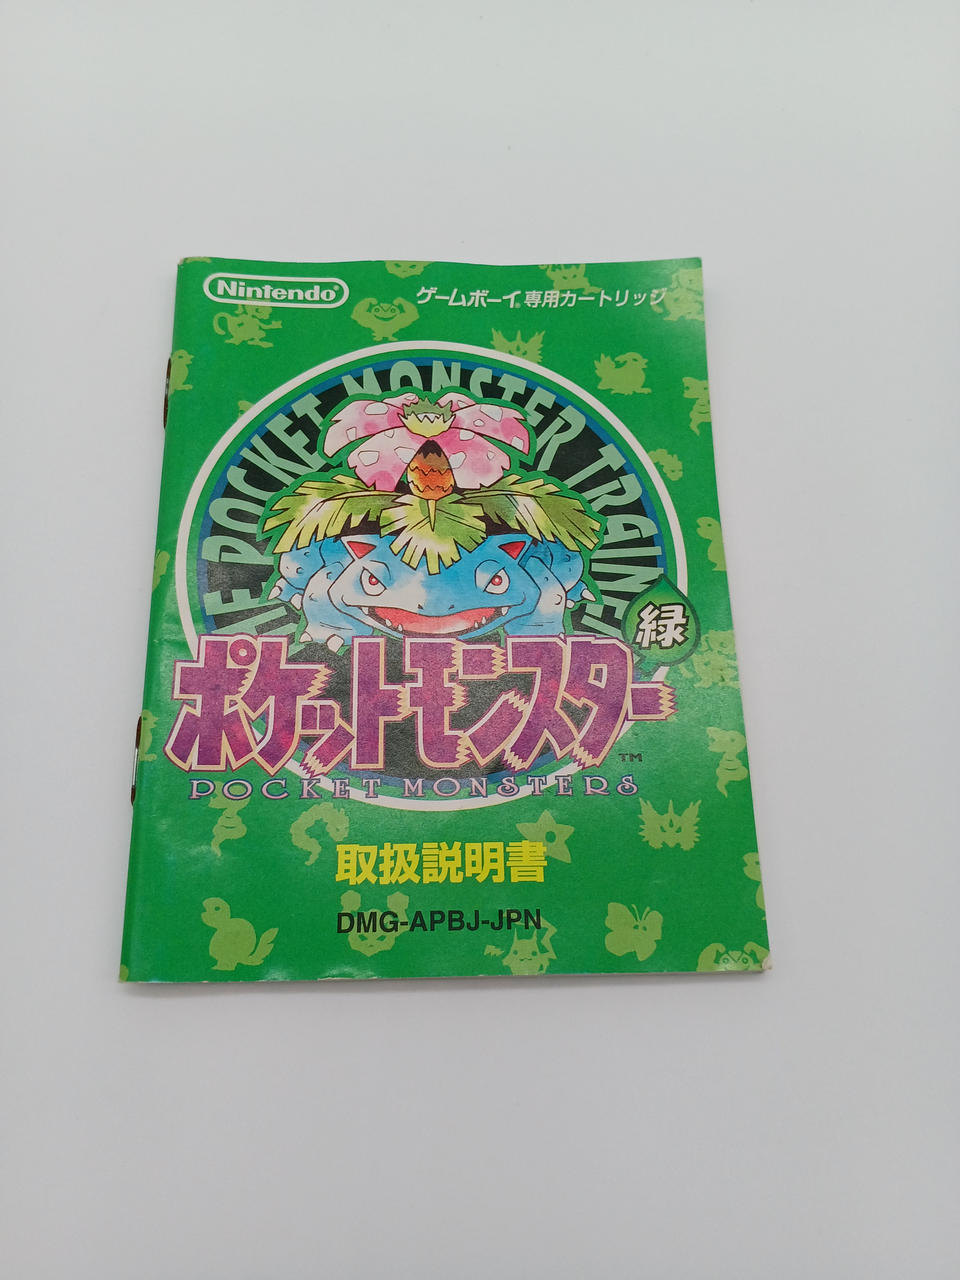 Nintendo®
ゲームボーイ®専用カートリッジ
THE POCKET MONSTER TRAINER
緑
ポケットモンスター
TM
POCKET MONSTERS
取扱説明書
DMG-APBJ-JPN